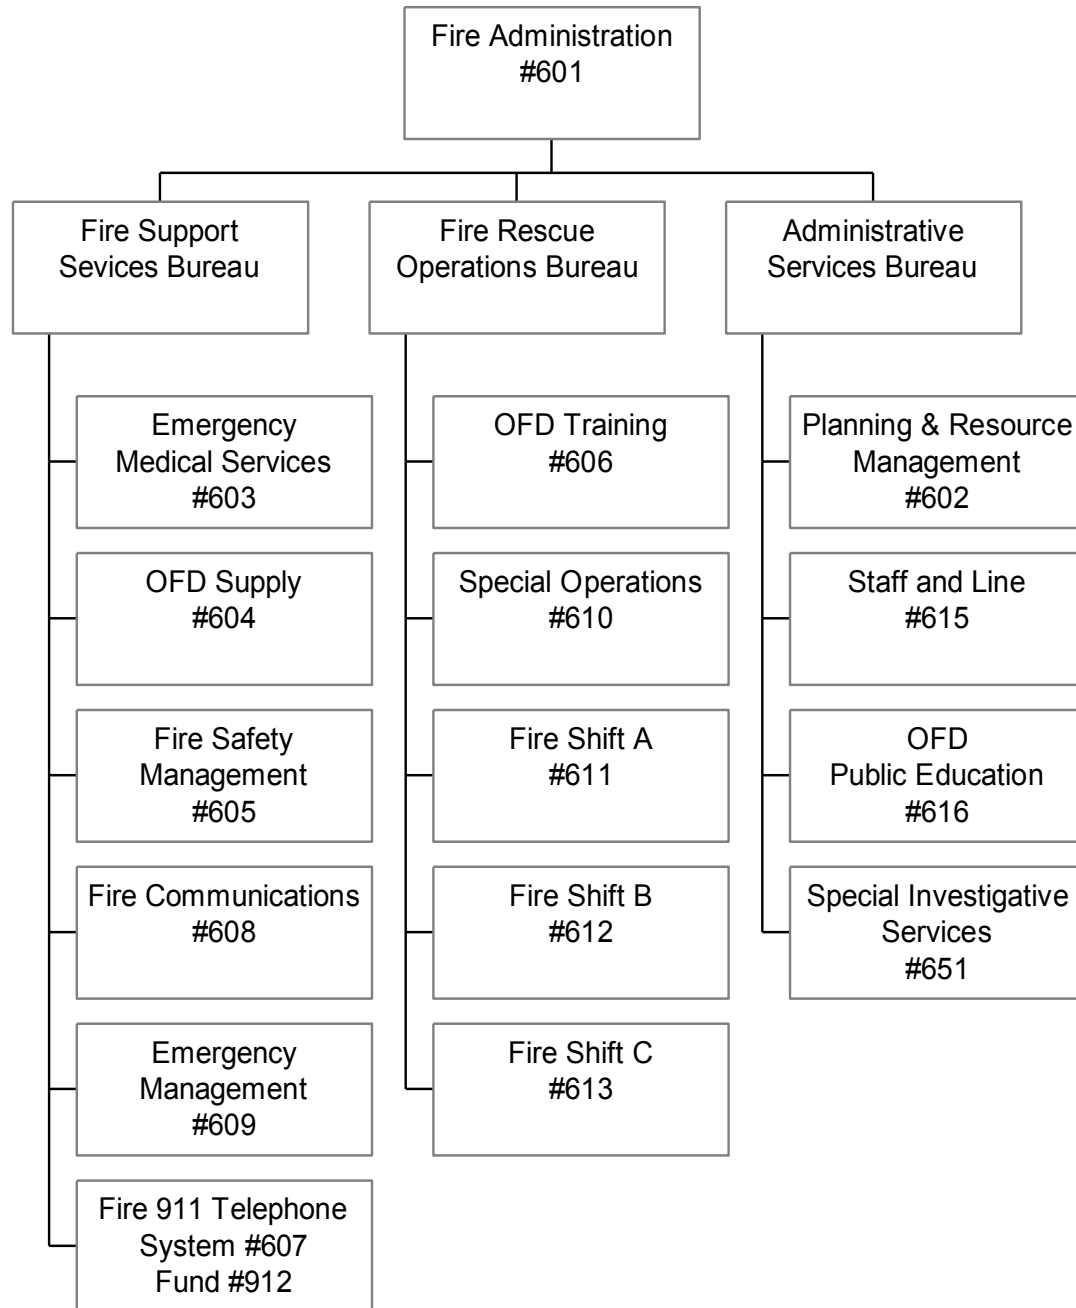 Fire Administration
#601
Fire Support
Sevices Bureau
Fire Rescue
Operations Bureau
Administrative
Services Bureau
Emergency
Medical Services
#603
OFD Supply
#604
Fire Safety
Management
#605
Fire Communications
#608
Emergency
Management
#609
Fire 911 Telephone
System #607
Fund #912
OFD Training
#606
Special Operations
#610
Fire Shift A
#611
Fire Shift B
#612
Fire Shift C
#613
Planning & Resource
Management
#602
Staff and Line
#615
OFD
Public Education
#616
Special Investigative
Services
#651